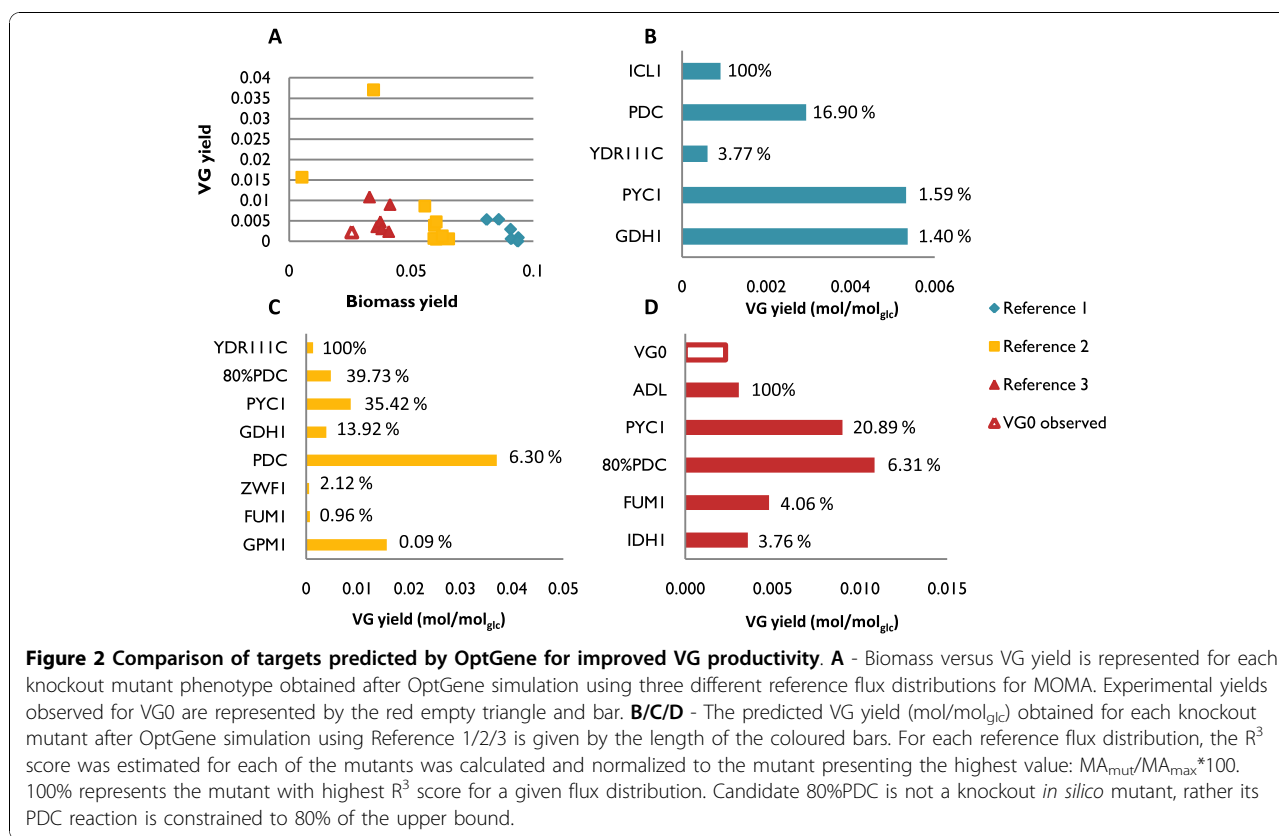 A
VG yield
0.04
0.035
0.03
0.025
0.02
0.015
0.01
0.005
0
0 0.05 0.1
Biomass yield
B
ICL1 100%
PDC 16.90 %
YDR111C 3.77 %
PYC1 1.59 %
GDH1 1.40 %
0 0.002 0.004 0.006
VG yield (mol/molglc)
C
YDR111C 100%
80%PDC 39.73 %
PYC1 35.42 %
GDH1 13.92 %
PDC 6.30 %
ZWF1 2.12 %
FUM1 0.96 %
GPM1 0.09 %
0 0.01 0.02 0.03 0.04 0.05
VG yield (mol/molglc)
D
VG0
ADL 100%
PYC1 20.89 %
80%PDC 6.31 %
FUM1 4.06 %
IDH1 3.76 %
0.000 0.005 0.010 0.015
VG yield (mol/molglc)
Reference 1
Reference 2
Reference 3
VG0 observed
Figure 2 Comparison of targets predicted by OptGene for improved VG productivity. A - Biomass versus VG yield is represented for each
knockout mutant phenotype obtained after OptGene simulation using three different reference flux distributions for MOMA. Experimental yields
observed for VG0 are represented by the red empty triangle and bar. B/C/D - The predicted VG yield (mol/molglc) obtained for each knockout
mutant after OptGene simulation using Reference 1/2/3 is given by the length of the coloured bars. For each reference flux distribution, the R³
score was estimated for each of the mutants was calculated and normalized to the mutant presenting the highest value: MAmut/MAmax*100.
100% represents the mutant with highest R³ score for a given flux distribution. Candidate 80%PDC is not a knockout in silico mutant, rather its
PDC reaction is constrained to 80% of the upper bound.